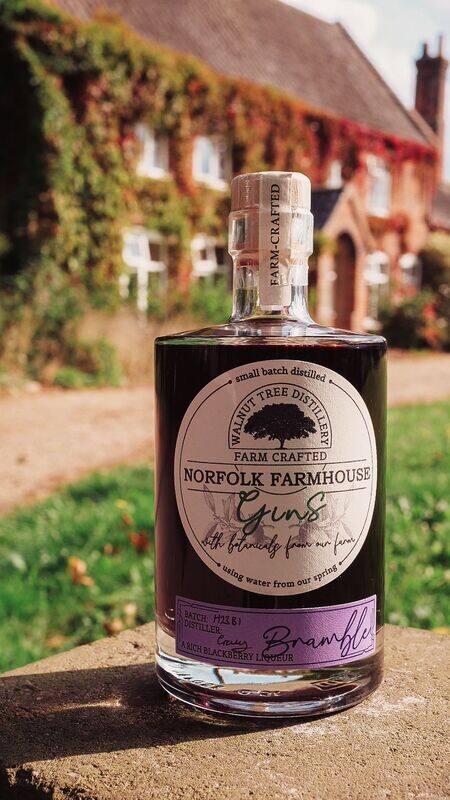 FARM-CRAFTED
small batch distilled
WALNUT TREE DISTILLERY
FARM CRAFTED
NORFOLK FARMHOUSE
Gins
with botanicals from our farm
using water from our spring
BATCH: H23B1
DISTILLER:
Bramble
A RICH BLACKBERRY LIQUEUR